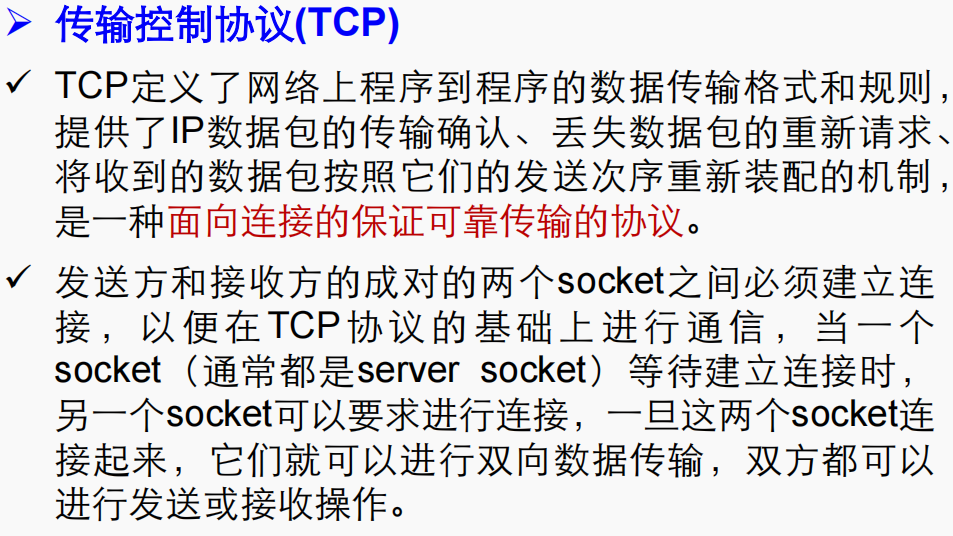 传输控制协议(TCP)
TCP定义了网络上程序到程序的数据传输格式和规则，
提供了IP数据包的传输确认、丢失数据包的重新请求、
将收到的数据包按照它们的发送次序重新装配的机制，
是一种面向连接的保证可靠传输的协议。
发送方和接收方的成对的两个socket之间必须建立连
接，以便在TCP协议的基础上进行通信，当一个
socket（通常都是server socket）等待建立连接时，
另一个socket可以要求进行连接，一旦这两个socket连
接起来，它们就可以进行双向数据传输，双方都可以
进行发送或接收操作。